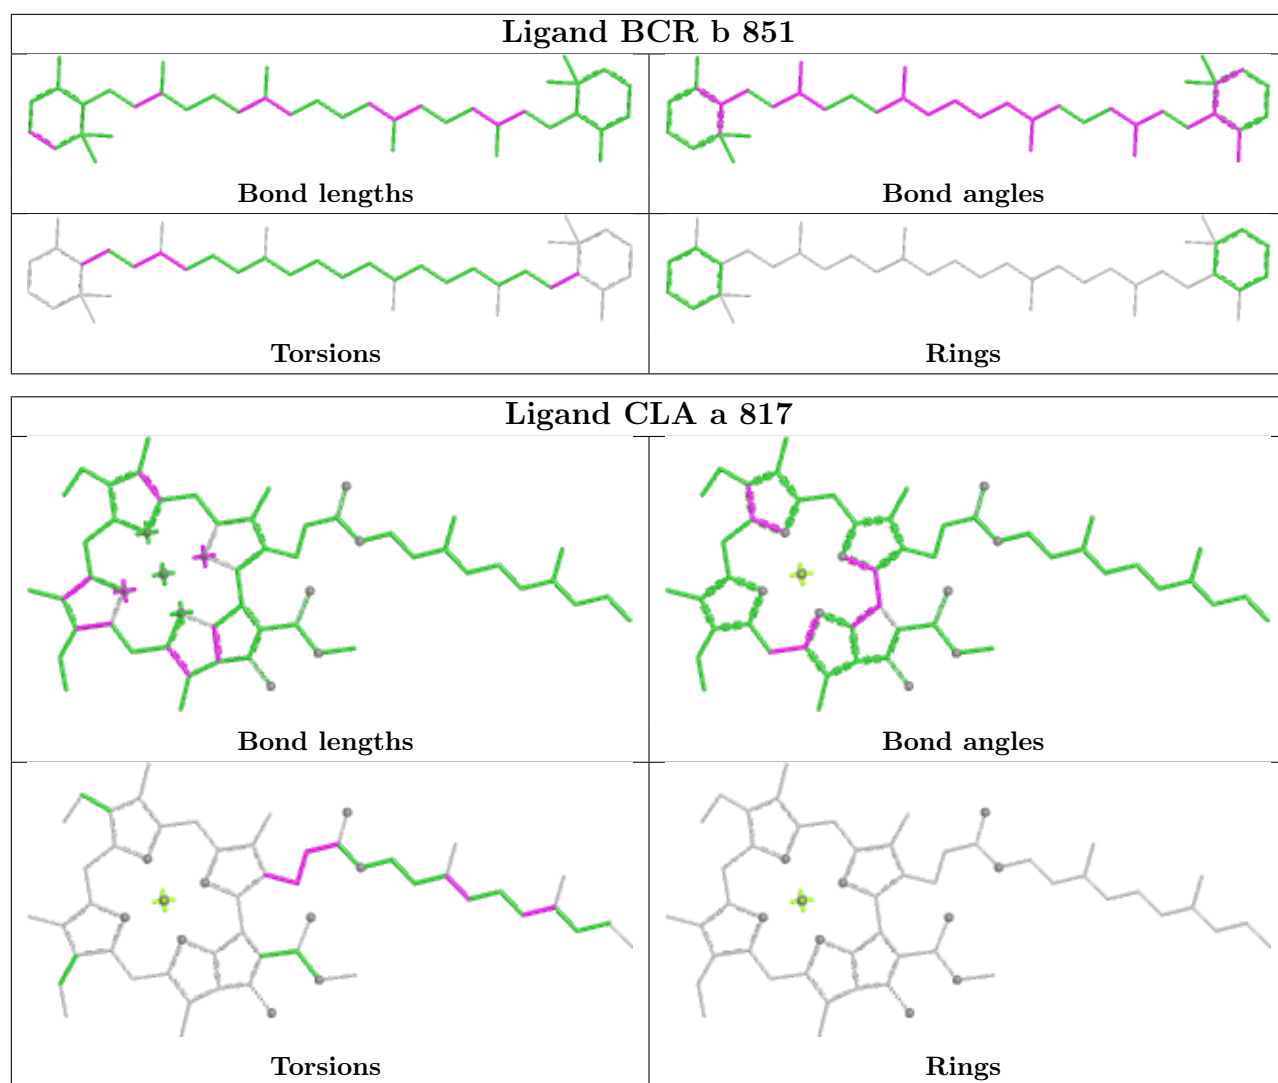 Ligand BCR b 851
Bond lengths
Bond angles
Torsions
Rings
Ligand CLA a 817
Bond lengths
Bond angles
Torsions
Rings